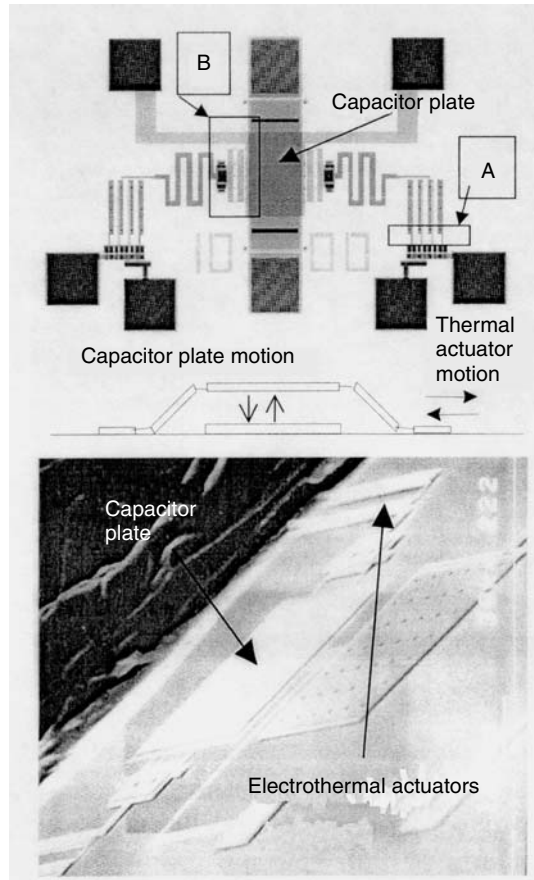 B
Capacitor plate
A
Capacitor plate motion
Thermal
actuator
motion
Capacitor
plate
Electrothermal actuators